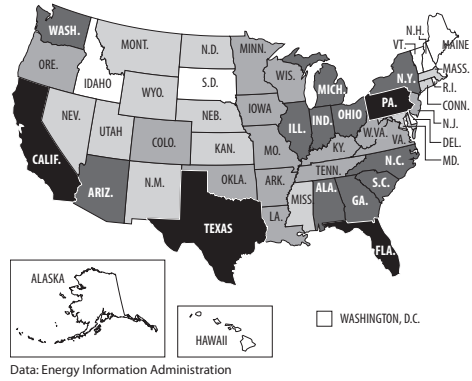 WASH.
MONT.
N.D.
MINN.
N.H.
VT.
MAINE
ORE.
IDAHO
S.D.
WIS.
MICH.
N.Y.
MASS.
R.I.
CONN.
WYO.
IOWA
PA.
N.J.
NEV.
NEB.
ILL.
IND.
OHIO
DEL.
MD.
UTAH
COLO.
KAN.
MO.
KY.
W.VA.
VA.
CALIF.
ARIZ.
N.M.
OKLA.
ARK.
TENN.
N.C.
S.C.
TEXAS
LA.
MISS.
ALA.
GA.
FLA.
ALASKA
HAWAII
WASHINGTON, D.C.
Data: Energy Information Administration